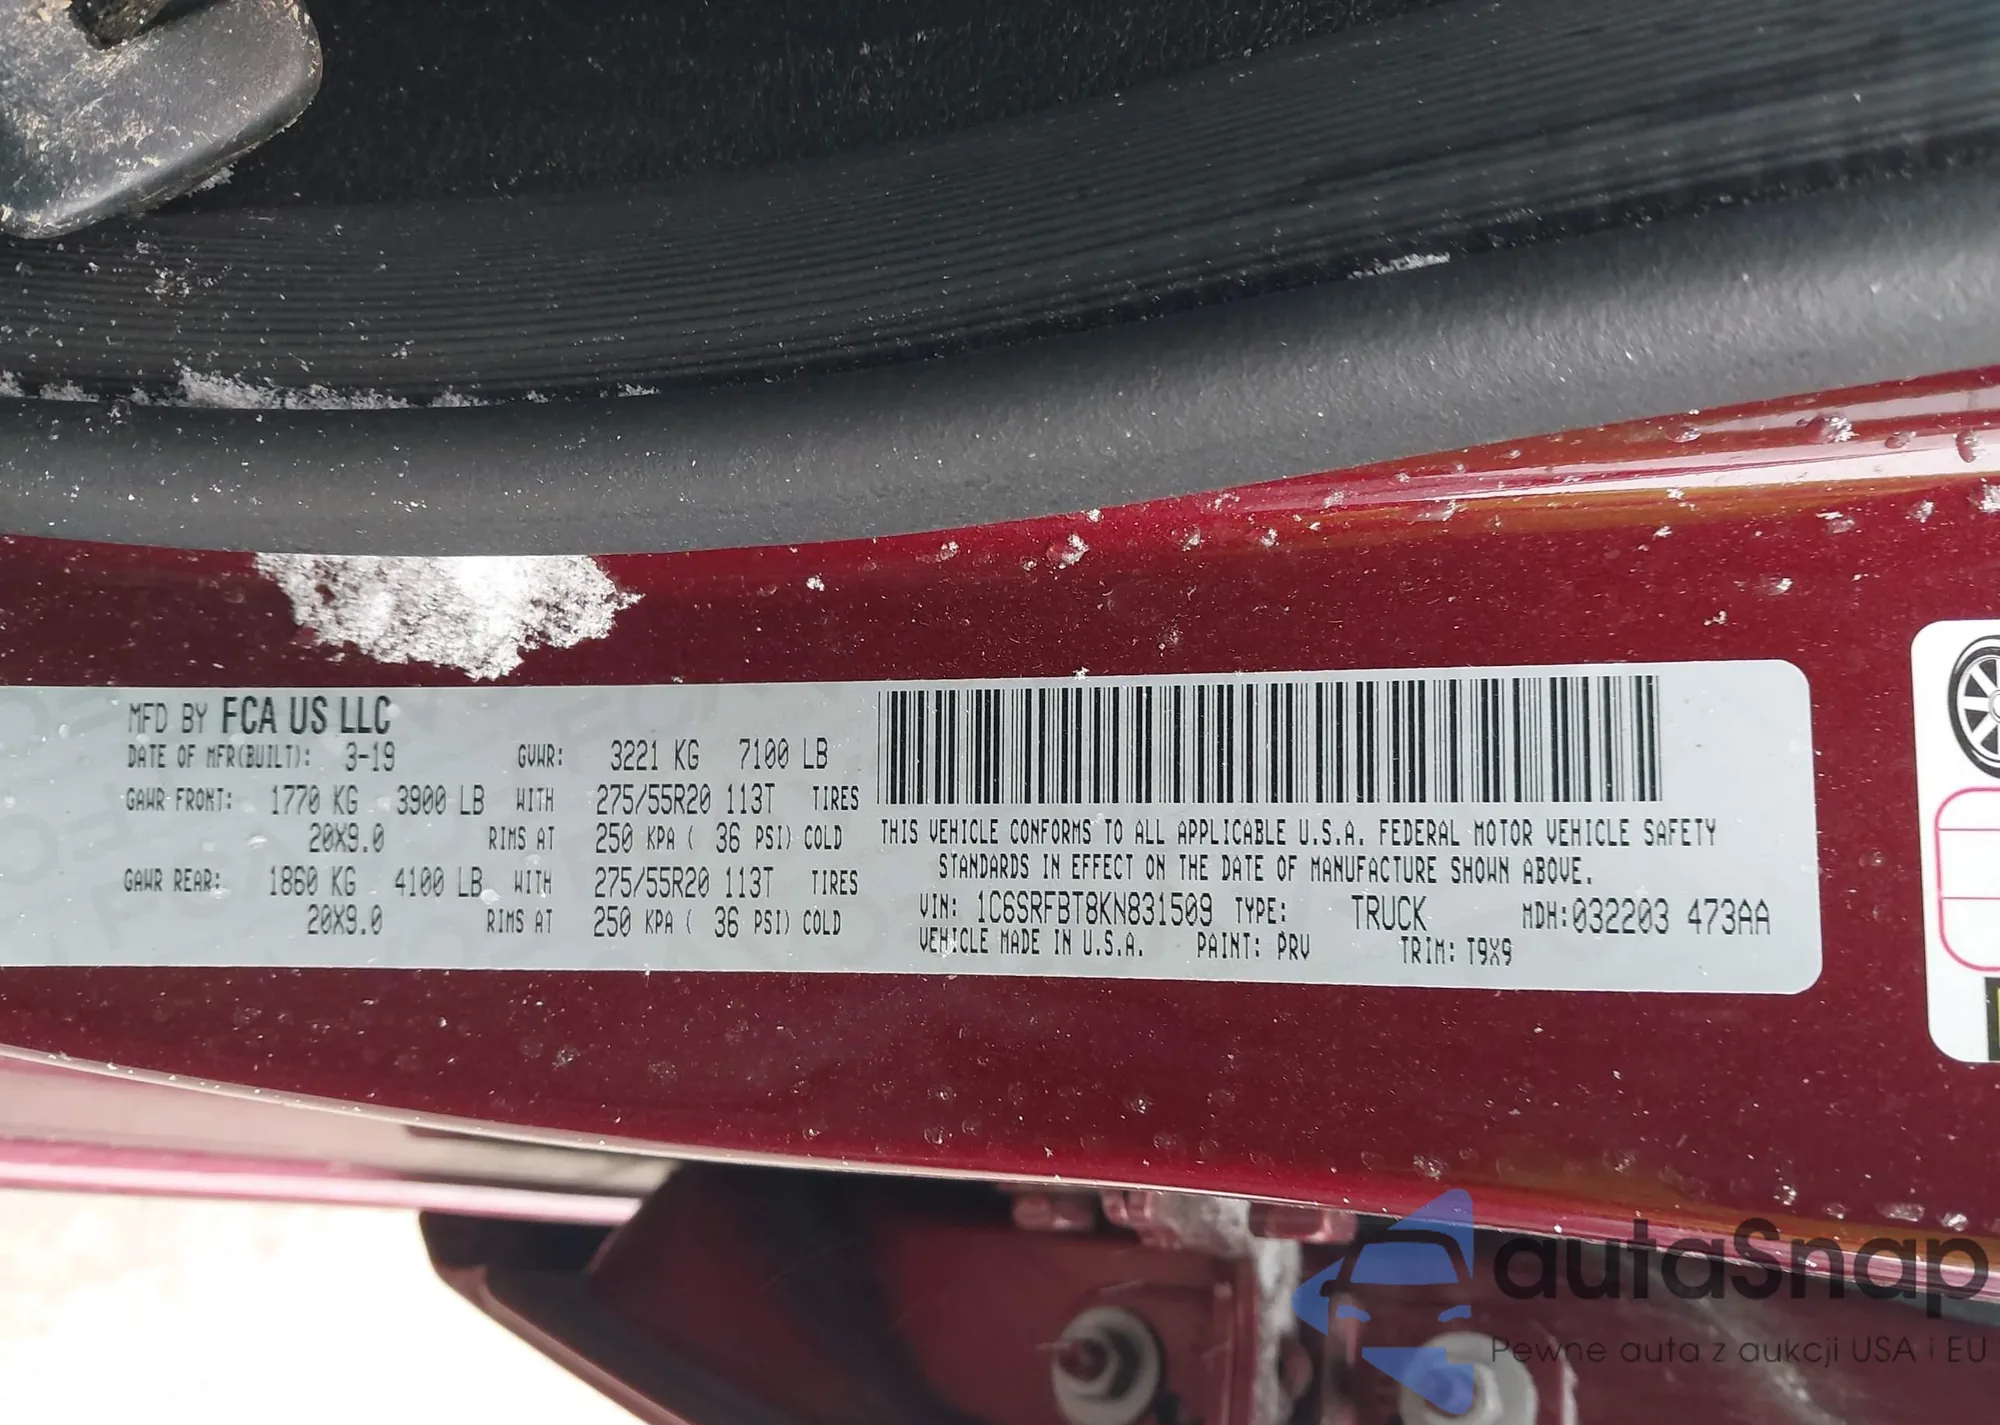 MFD BY FCA US LLC
DATE OF MFR(BUILT): 3-19 GVWR: 3221 KG 7100 LB
GAWR FRONT: 1770 KG 3900 LB WITH 275/55R20 113T TIRES
20X9.0 RIMS AT 250 KPA ( 36 PSI) COLD
GAWR REAR: 1860 KG 4100 LB WITH 275/55R20 113T TIRES
20X9.0 RIMS AT 250 KPA ( 36 PSI) COLD
THIS VEHICLE CONFORMS TO ALL APPLICABLE U.S.A. FEDERAL MOTOR VEHICLE SAFETY
STANDARDS IN EFFECT ON THE DATE OF MANUFACTURE SHOWN ABOVE.
VIN: 1C6SRFBT8KN831509 TYPE: TRUCK MDH:032203 473AA
VEHICLE MADE IN U.S.A. PAINT: PRV TRIM: T9X9
autaSnap
Pewne auta z aukcji USA i EU